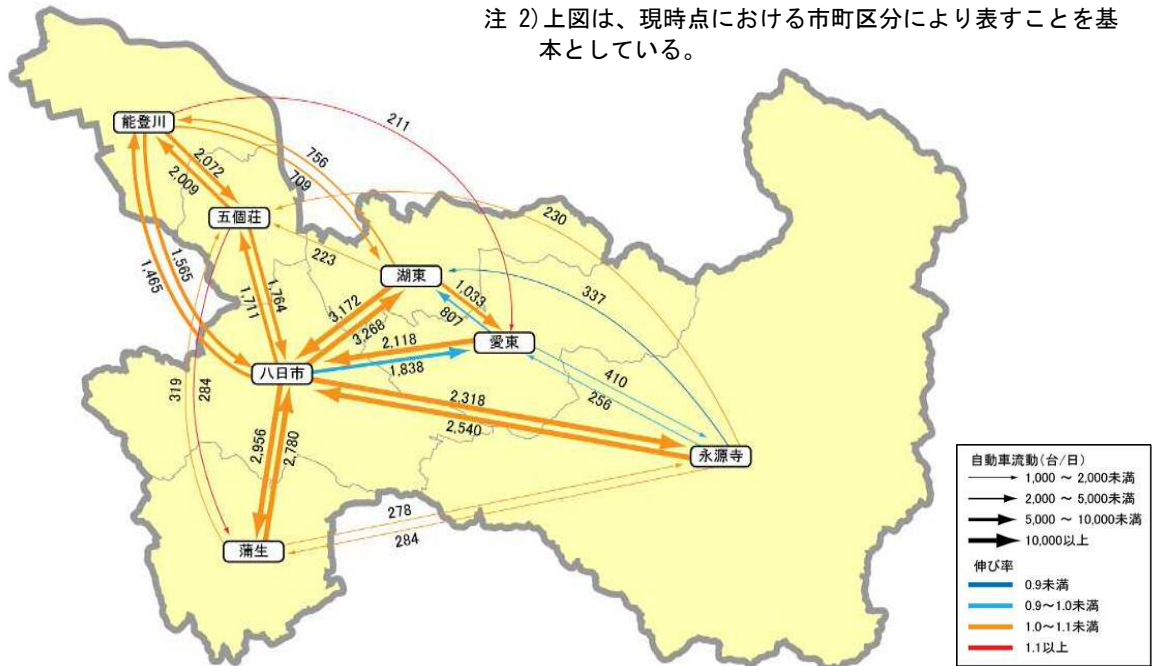 注 2)上図は、現時点における市町区分により表すことを基
本としている。
能登川
211
756
709
2,072
2,009
五個荘
230
223
湖東
337
1,565
1,465
1,764
1,711
3,172
3,268
1,033
807
愛東
2,118
1,838
八日市
410
256
319
284
2,318
2,540
永源寺
2,956
2,780
278
284
蒲生
自動車流動(台/日)
1,000 ～ 2,000未満
2,000 ～ 5,000未満
5,000 ～ 10,000未満
10,000以上
伸び率
0.9未満
0.9～1.0未満
1.0～1.1未満
1.1以上